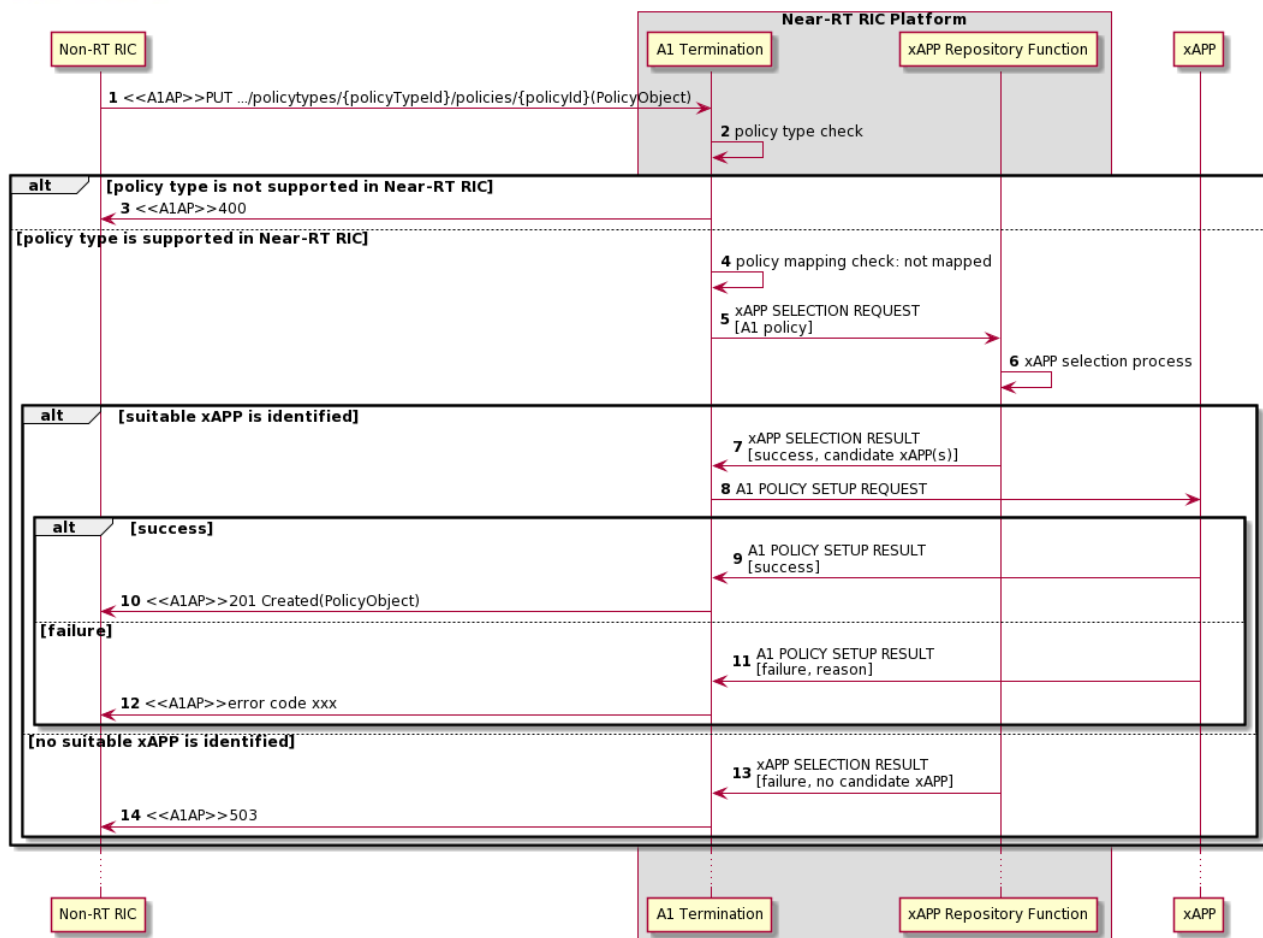 Near-RT RIC Platform
Non-RT RIC
A1 Termination
xAPP Repository Function
xAPP
1 <<A1AP>>PUT .../policytypes/{policyTypeId}/policies/{policyId}(PolicyObject)
2 policy type check
alt [policy type is not supported in Near-RT RIC]
3 <<A1AP>>400
[policy type is supported in Near-RT RIC]
4 policy mapping check: not mapped
5 xAPP SELECTION REQUEST
[A1 policy]
6 xAPP selection process
alt [suitable xAPP is identified]
7 xAPP SELECTION RESULT
[success, candidate xAPP(s)]
8 A1 POLICY SETUP REQUEST
alt [success]
9 A1 POLICY SETUP RESULT
[success]
10 <<A1AP>>201 Created(PolicyObject)
[failure]
11 A1 POLICY SETUP RESULT
[failure, reason]
12 <<A1AP>>error code xxx
[no suitable xAPP is identified]
13 xAPP SELECTION RESULT
[failure, no candidate xAPP]
14 <<A1AP>>503
Non-RT RIC
A1 Termination
xAPP Repository Function
xAPP